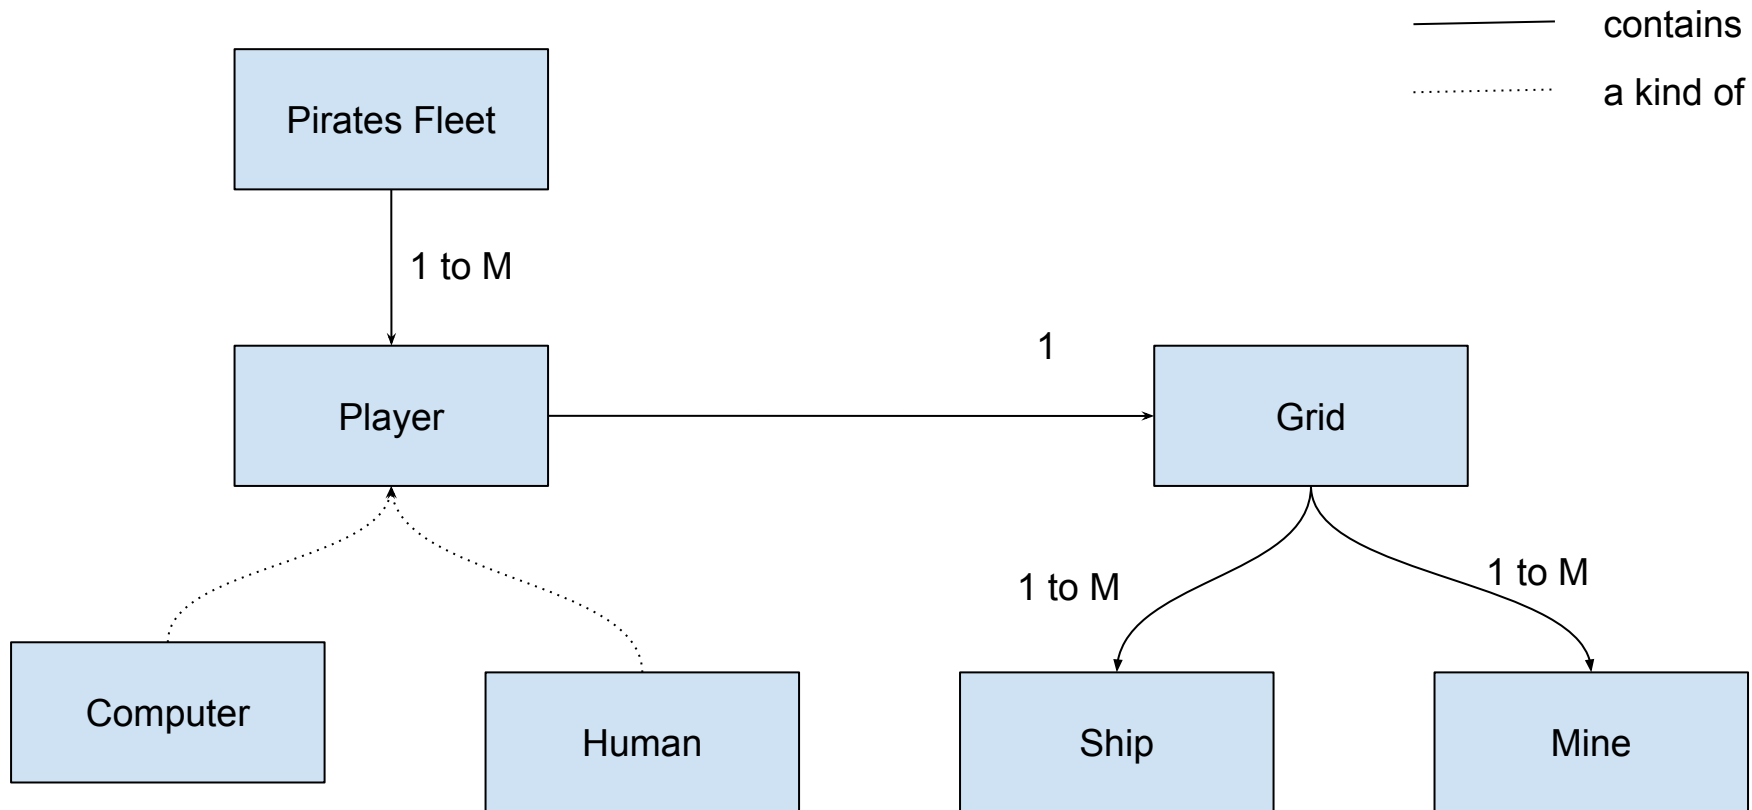 contains
a kind of
Pirates Fleet
1 to M
1
Player
Grid
1 to M
1 to M
Computer
Human
Ship
Mine